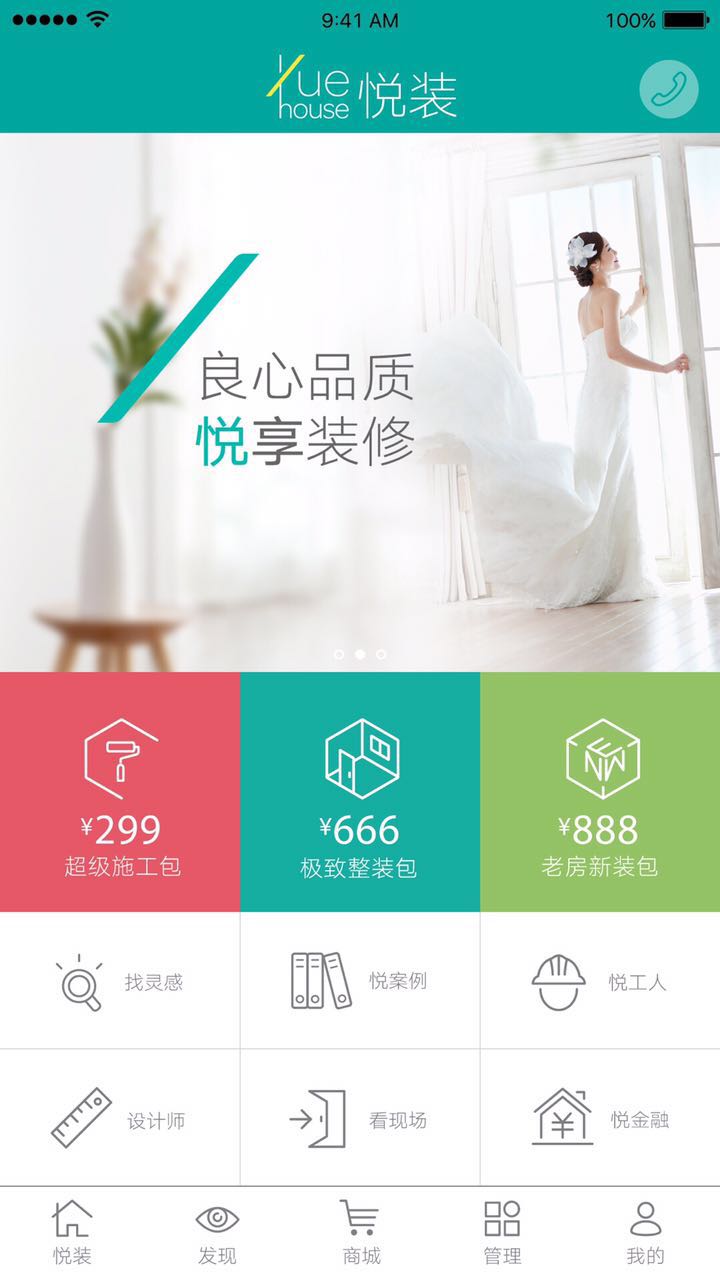 9:41 AM
100%
Yue
house
悦装
良心品质
悦享装修
¥299
超级施工包
¥666
极致整装包
NEW
¥888
老房新装包
找灵感
悦案例
悦工人
设计师
看现场
¥
悦金融
悦装
发现
商城
管理
我的